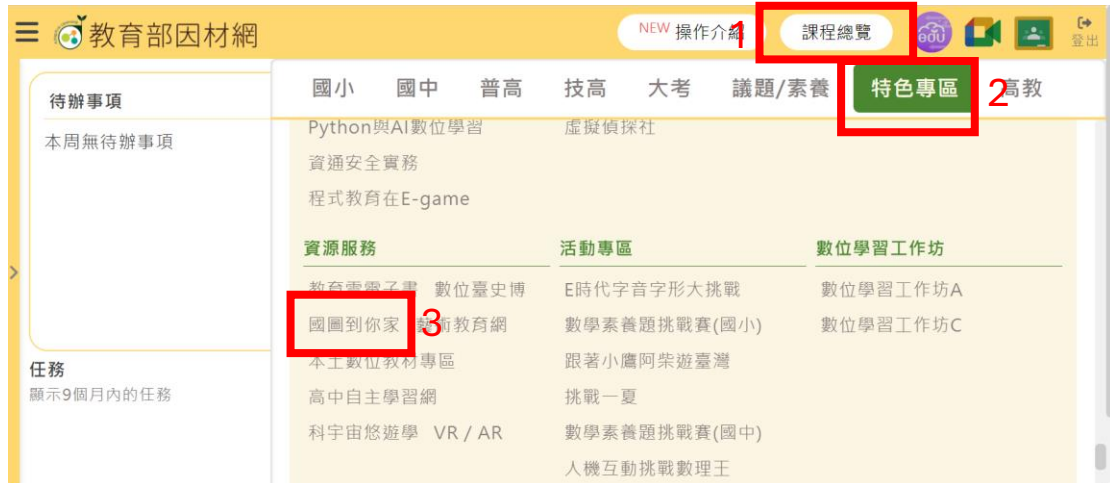 教育部因材網
NEW 操作介紹
1
課程總覽
edu
登出
待辦事項
本周無待辦事項
任務
顯示9個月內的任務
國小 國中 普高 技高 大考 議題/素養 特色專區 2 高教
Python與AI數位學習
資通安全實務
程式教育在E-game
虛擬偵探社
資源服務
教育雲電子書 數位臺史博
國圖到你家 3 藝術教育網
本土數位教材專區
高中自主學習網
科宇宙悠遊學 VR / AR
活動專區
E時代字音字形大挑戰
數學素養題挑戰賽(國小)
跟著小鷹阿柴遊臺灣
挑戰一夏
數學素養題挑戰賽(國中)
人機互動挑戰數理王
數位學習工作坊
數位學習工作坊A
數位學習工作坊C